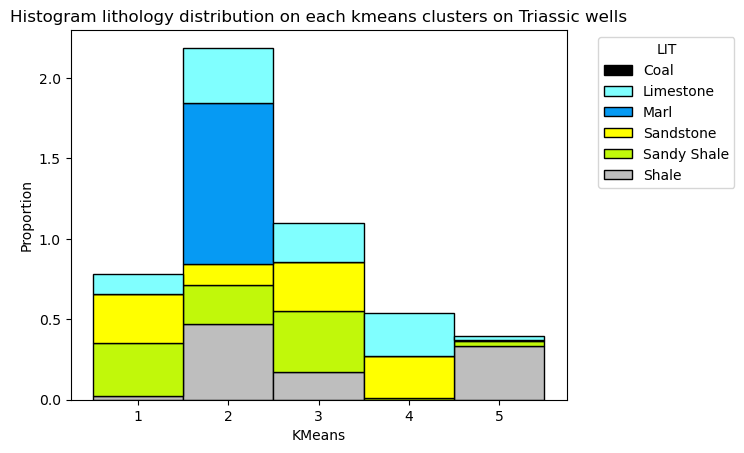 Histogram lithology distribution on each kmeans clusters on Triassic wells
LIT
Coal
Limestone
Marl
Sandstone
Sandy Shale
Shale
Proportion
2.0
1.5
1.0
0.5
0.0
1 2 3 4 5
KMeans